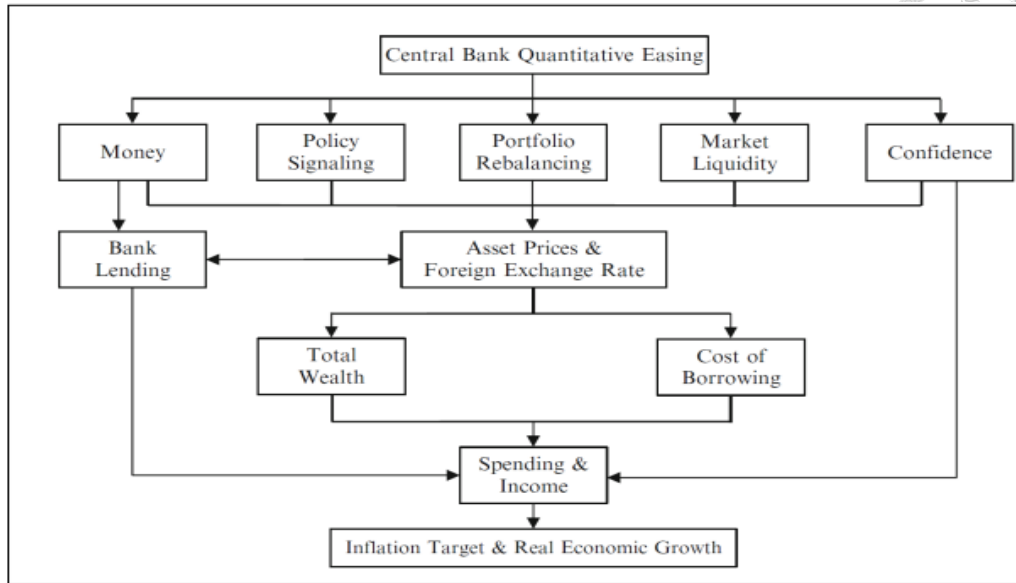 Central Bank Quantitative Easing
Money
Policy
Signaling
Portfolio
Rebalancing
Market
Liquidity
Confidence
Bank
Lending
Asset Prices &
Foreign Exchange Rate
Total
Wealth
Cost of
Borrowing
Spending &
Income
Inflation Target & Real Economic Growth